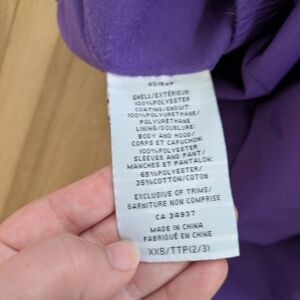 SHELL/EXTÉRIEUR:
100%POLYESTER
COATING/ENDUIT:
100%POLYURETHANE/
POLYURÉTHANE
LINING/DOUBLURE:
BODY AND HOOD/
CORPS ET CAPUCHON:
100%POLYESTER
SLEEVES AND PANT/
MANCHES ET PANTALON:
65%POLYESTER/
35%COTTON/COTON
EXCLUSIVE OF TRIMS/
GARNITURE NON COMPRISE
CA 34937
MADE IN CHINA
FABRIQUÉ EN CHINE
XXS/TTP(2/3)